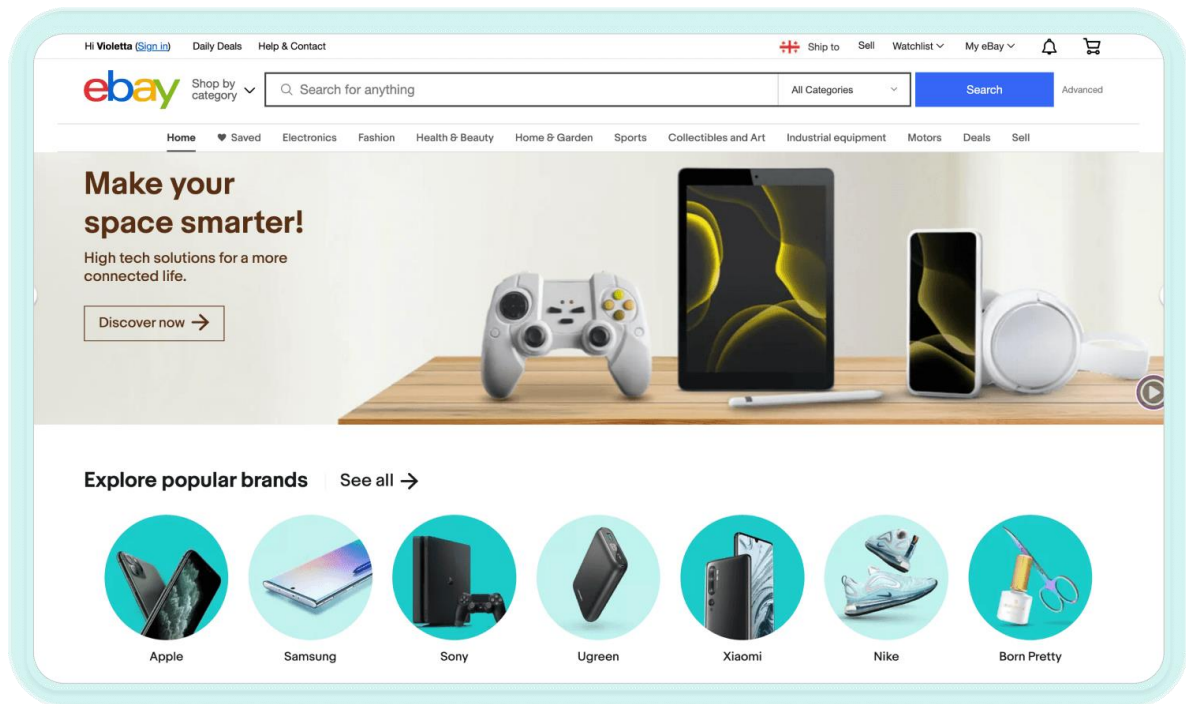 Hi Violetta (Sign in) Daily Deals Help & Contact Ship to Sell Watchlist My eBay
ebay
Shop by
category
Search for anything All Categories Search Advanced
Home Saved Electronics Fashion Health & Beauty Home & Garden Sports Collectibles and Art Industrial equipment Motors Deals Sell
Make your
space smarter!
High tech solutions for a more
connected life.
Discover now
Explore popular brands See all
Apple Samsung Sony Ugreen Xiaomi Nike Born Pretty